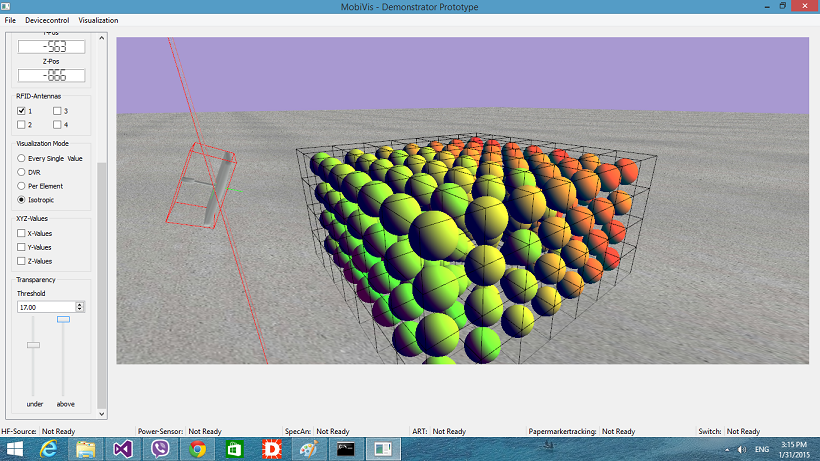 MobiVis - Demonstrator Prototype
File Devicecontrol Visualization
-563
Z-Pos
-866
RFID-Antennas
1 3
2 4
Visualization Mode
Every Single Value
DVR
Per Element
Isotropic
XYZ-Values
X-Values
Y-Values
Z-Values
Transparency
Threshold
17.00
under above
HF-Source: Not Ready Power-Sensor: Not Ready SpecAn: Not Ready ART: Not Ready Papermarkertracking: Not Ready Switch: Not Ready
ENG
3:15 PM
1/31/2015